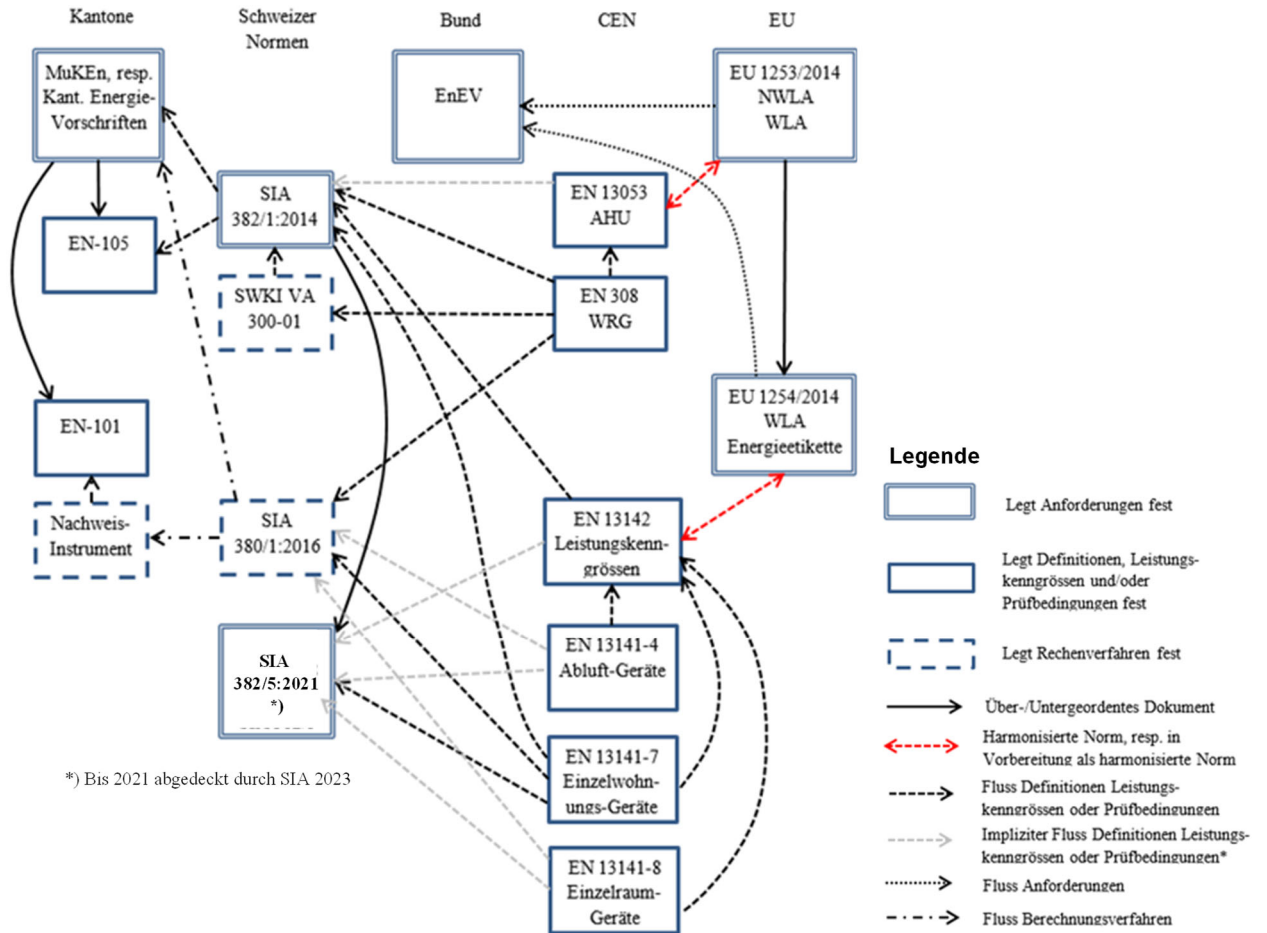 Kantone
Schweizer
Normen
Bund
CEN
EU
MuKEn, resp.
Kant. Energie-
Vorschriften
EnEV
EU 1253/2014
NWLA
WLA
SIA
382/1:2014
EN 13053
AHU
EN-105
SWKI VA
300-01
EN 308
WRG
EU 1254/2014
WLA
Energieetikette
EN-101
Nachweis-
Instrument
SIA
380/1:2016
EN 13142
Leistungskenn-
grössen
SIA
382/5:2021
*)
EN 13141-4
Abluft-Geräte
EN 13141-7
Einzelwohn-
ungs-Geräte
EN 13141-8
Einzelraum-
Geräte
*) Bis 2021 abgedeckt durch SIA 2023
Legende
Legt Anforderungen fest
Legt Definitionen, Leistungs-
kenngrössen und/oder
Prüfbedingungen fest
Legt Rechenverfahren fest
Über-/Untergeordentes Dokument
Harmonisierte Norm, resp. in
Vorbereitung als harmonisierte Norm
Fluss Definitionen Leistungs-
kenngrössen oder Prüfbedingungen
Impliziter Fluss Definitionen Leistungs-
kenngrössen oder Prüfbedingungen*
Fluss Anforderungen
Fluss Berechnungsverfahren